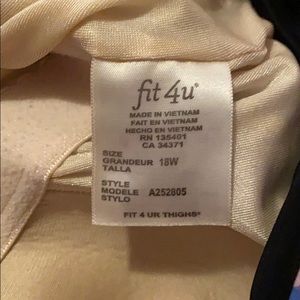 fit4u®
MADE IN VIETNAM
FAIT EN VIETNAM
HECHO EN VIETNAM
RN 135401
CA 34371
SIZE
GRANDEUR 18W
TALLA
STYLE
MODELE A252805
STYLO
FIT 4 UR THIGHS®